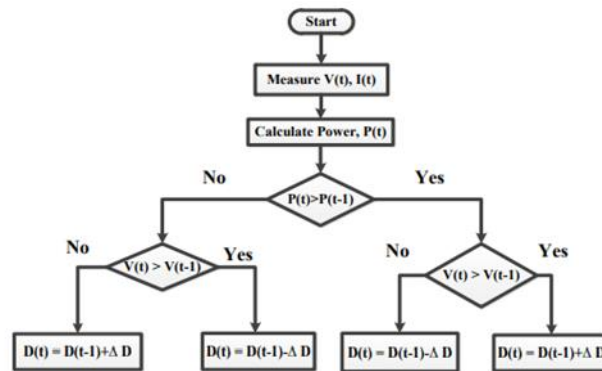 Start
Measure V(t), I(t)
Calculate Power, P(t)
No
Yes
P(t)>P(t-1)
No
Yes
No
Yes
V(t) > V(t-1)
V(t) > V(t-1)
D(t) = D(t-1)+Δ D
D(t) = D(t-1)-Δ D
D(t) = D(t-1)-Δ D
D(t) = D(t-1)+Δ D